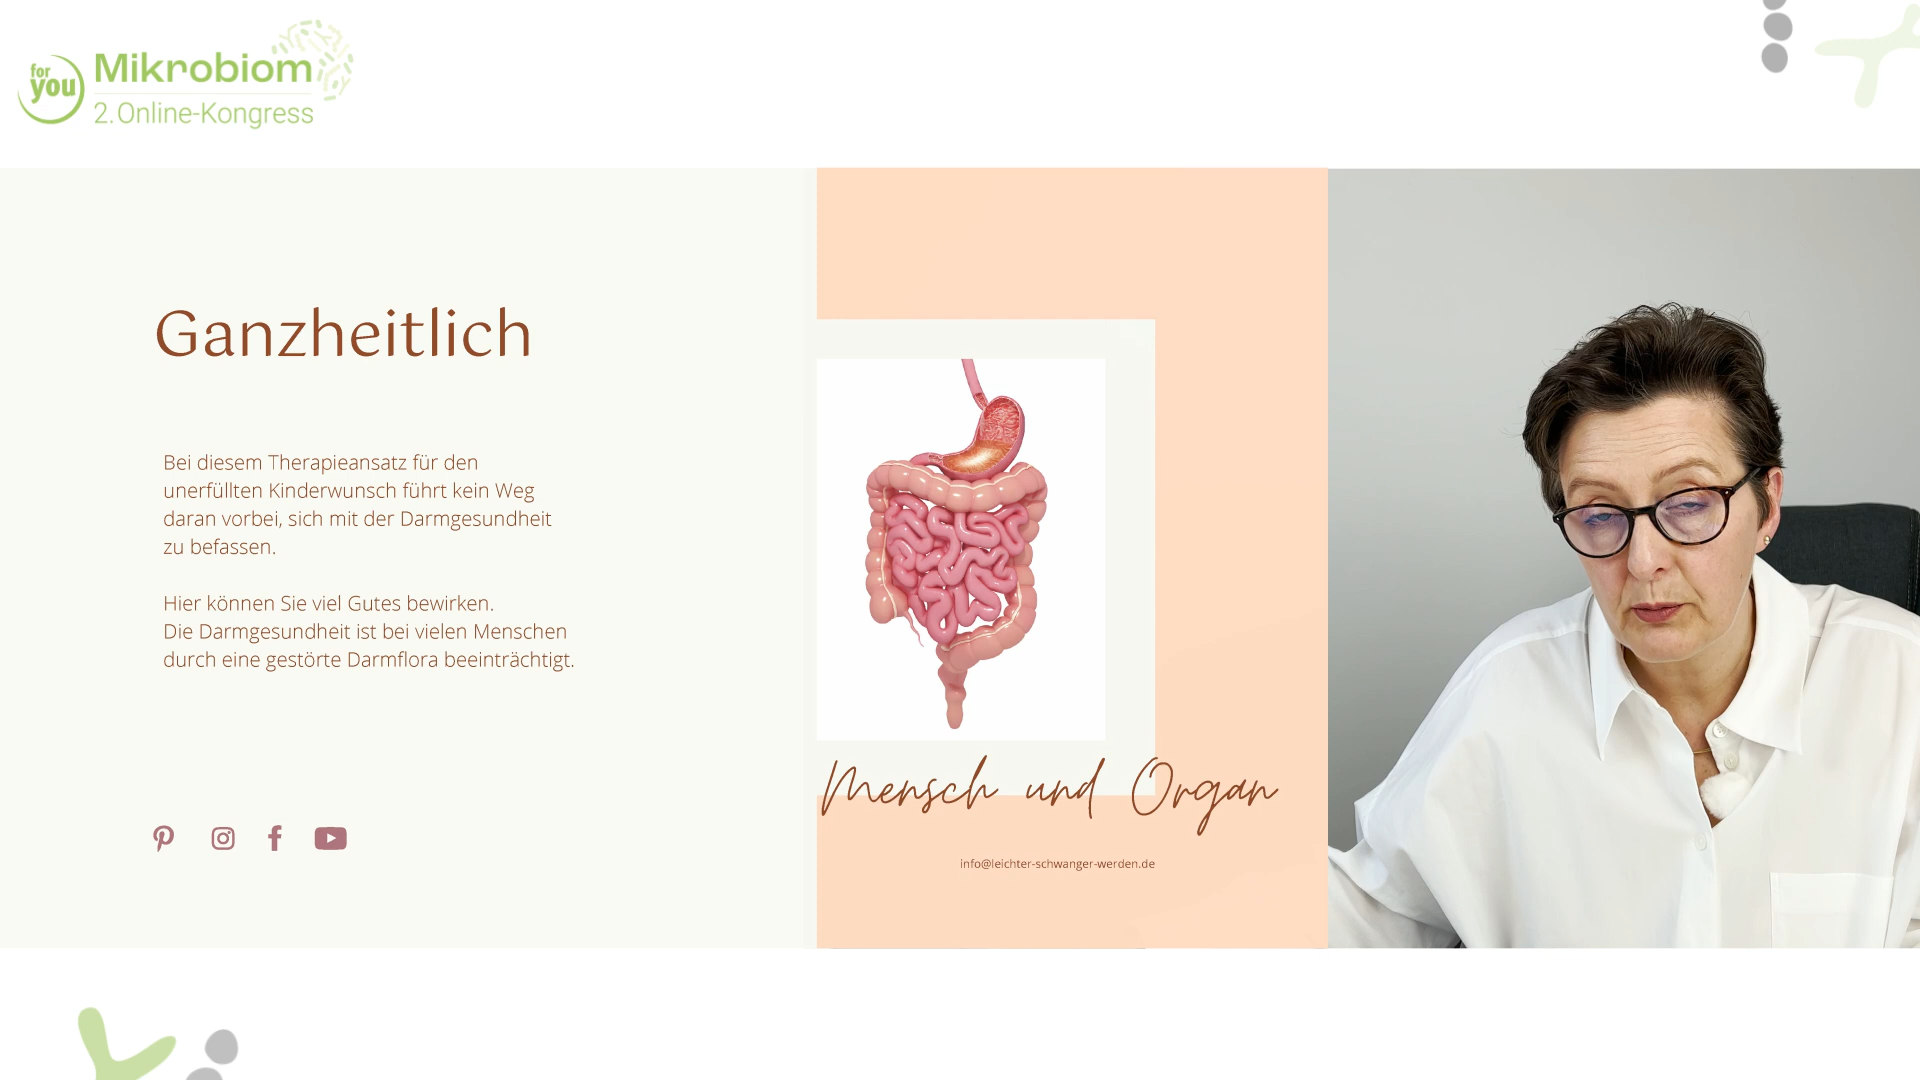 for
you
Mikrobiom
2. Online-Kongress
Ganzheitlich
Bei diesem Therapieansatz für den
unerfüllten Kinderwunsch führt kein Weg
daran vorbei, sich mit der Darmgesundheit
zu befassen.
Hier können Sie viel Gutes bewirken.
Die Darmgesundheit ist bei vielen Menschen
durch eine gestörte Darmflora beeinträchtigt.
Mensch und Organ
info@leichter-schwanger-werden.de